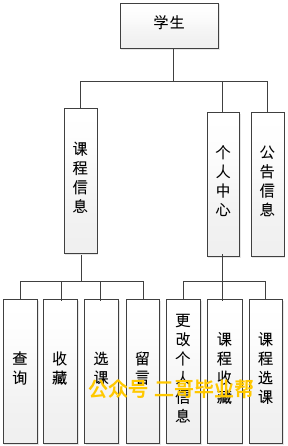 学生
课程信息
个人中心
公告信息
查询
收藏
选课
留言
更改个人信息
课程收藏
课程选课
公众号 二哥毕业帮